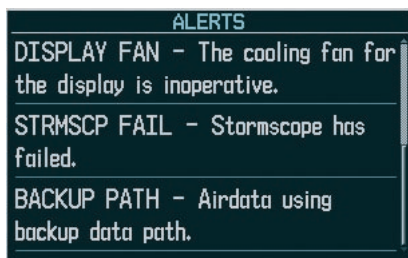 ALERTS
DISPLAY FAN – The cooling fan for
the display is inoperative.
STRMSCP FAIL – Stormscope has
failed.
BACKUP PATH – Airdata using
backup data path.